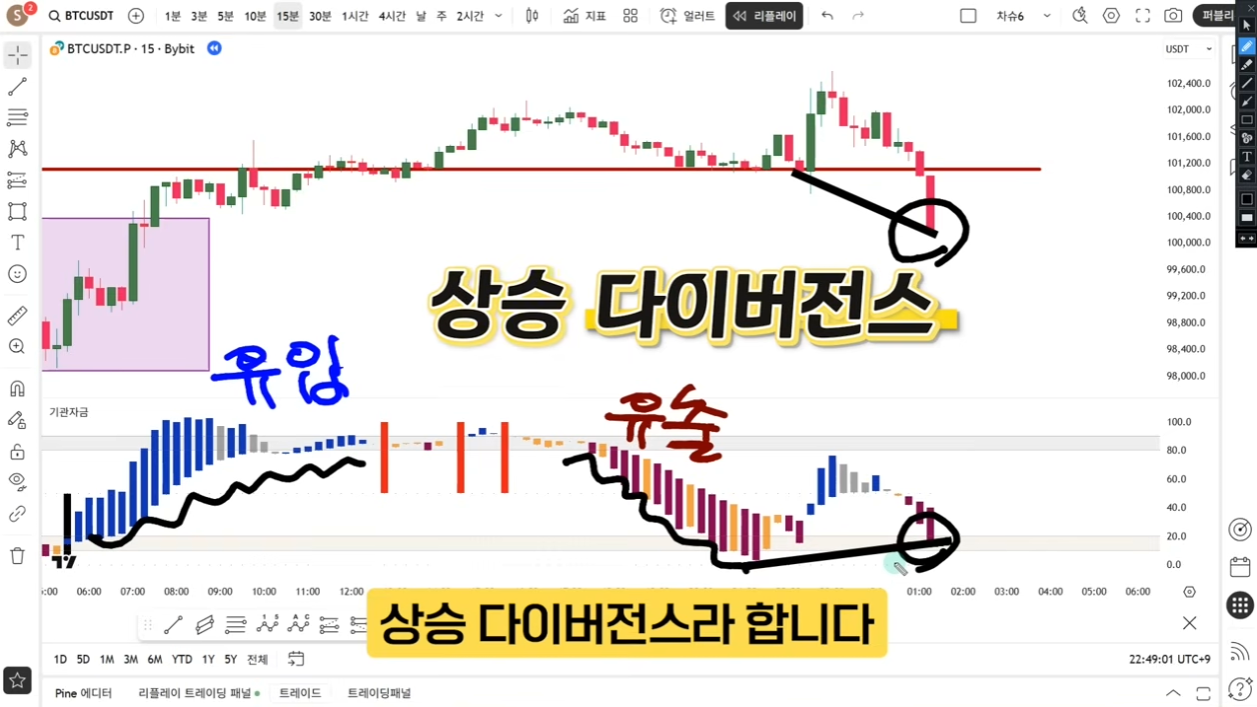 S 2 BTCUSDT 1분 3분 5분 10분 15분 30분 1시간 4시간 날 주 2시간 지표 얼러트 리플레이 차슈6 퍼블리
BTCUSDT.P · 15 · Bybit
USDT
102,400.0
102,000.0
101,600.0
101,200.0
100,800.0
100,400.0
100,000.0
99,600.0
99,200.0
98,800.0
98,400.0
98,000.0
상승 다이버전스
유입
유출
기관자금
100.0
80.0
60.0
40.0
20.0
0.0
06:00 07:00 08:00 09:00 10:00 11:00 12:00 01:00 02:00 03:00 04:00 05:00 06:00
상승 다이버전스라 합니다
1D 5D 1M 3M 6M YTD 1Y 5Y 전체
22:49:01 UTC+9
Pine 에디터 리플레이 트레이딩 패널 트레이드 트레이딩패널